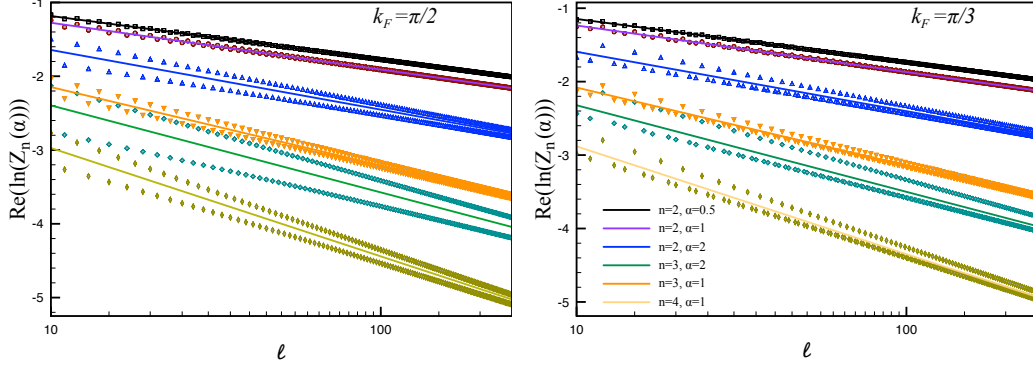 k_F=π/2
Re(ln(Z_n(α)))
-1
-2
-3
-4
-5
10
100
ℓ
k_F=π/3
Re(ln(Z_n(α)))
-1
-2
-3
-4
-5
n=2, α=0.5
n=2, α=1
n=2, α=2
n=3, α=2
n=3, α=1
n=4, α=1
10
100
ℓ